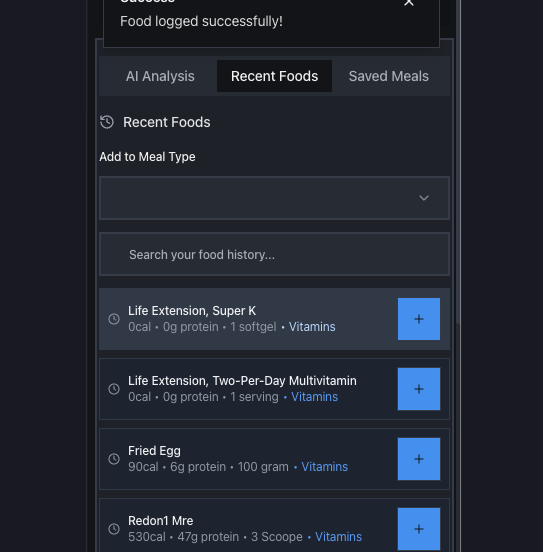 Success
Food logged successfully!
AI Analysis Recent Foods Saved Meals
Recent Foods
Add to Meal Type
Search your food history...
Life Extension, Super K
0cal • 0g protein • 1 softgel • Vitamins
Life Extension, Two-Per-Day Multivitamin
0cal • 0g protein • 1 serving • Vitamins
Fried Egg
90cal • 6g protein • 100 gram • Vitamins
Redon1 Mre
530cal • 47g protein • 3 Scoope • Vitamins